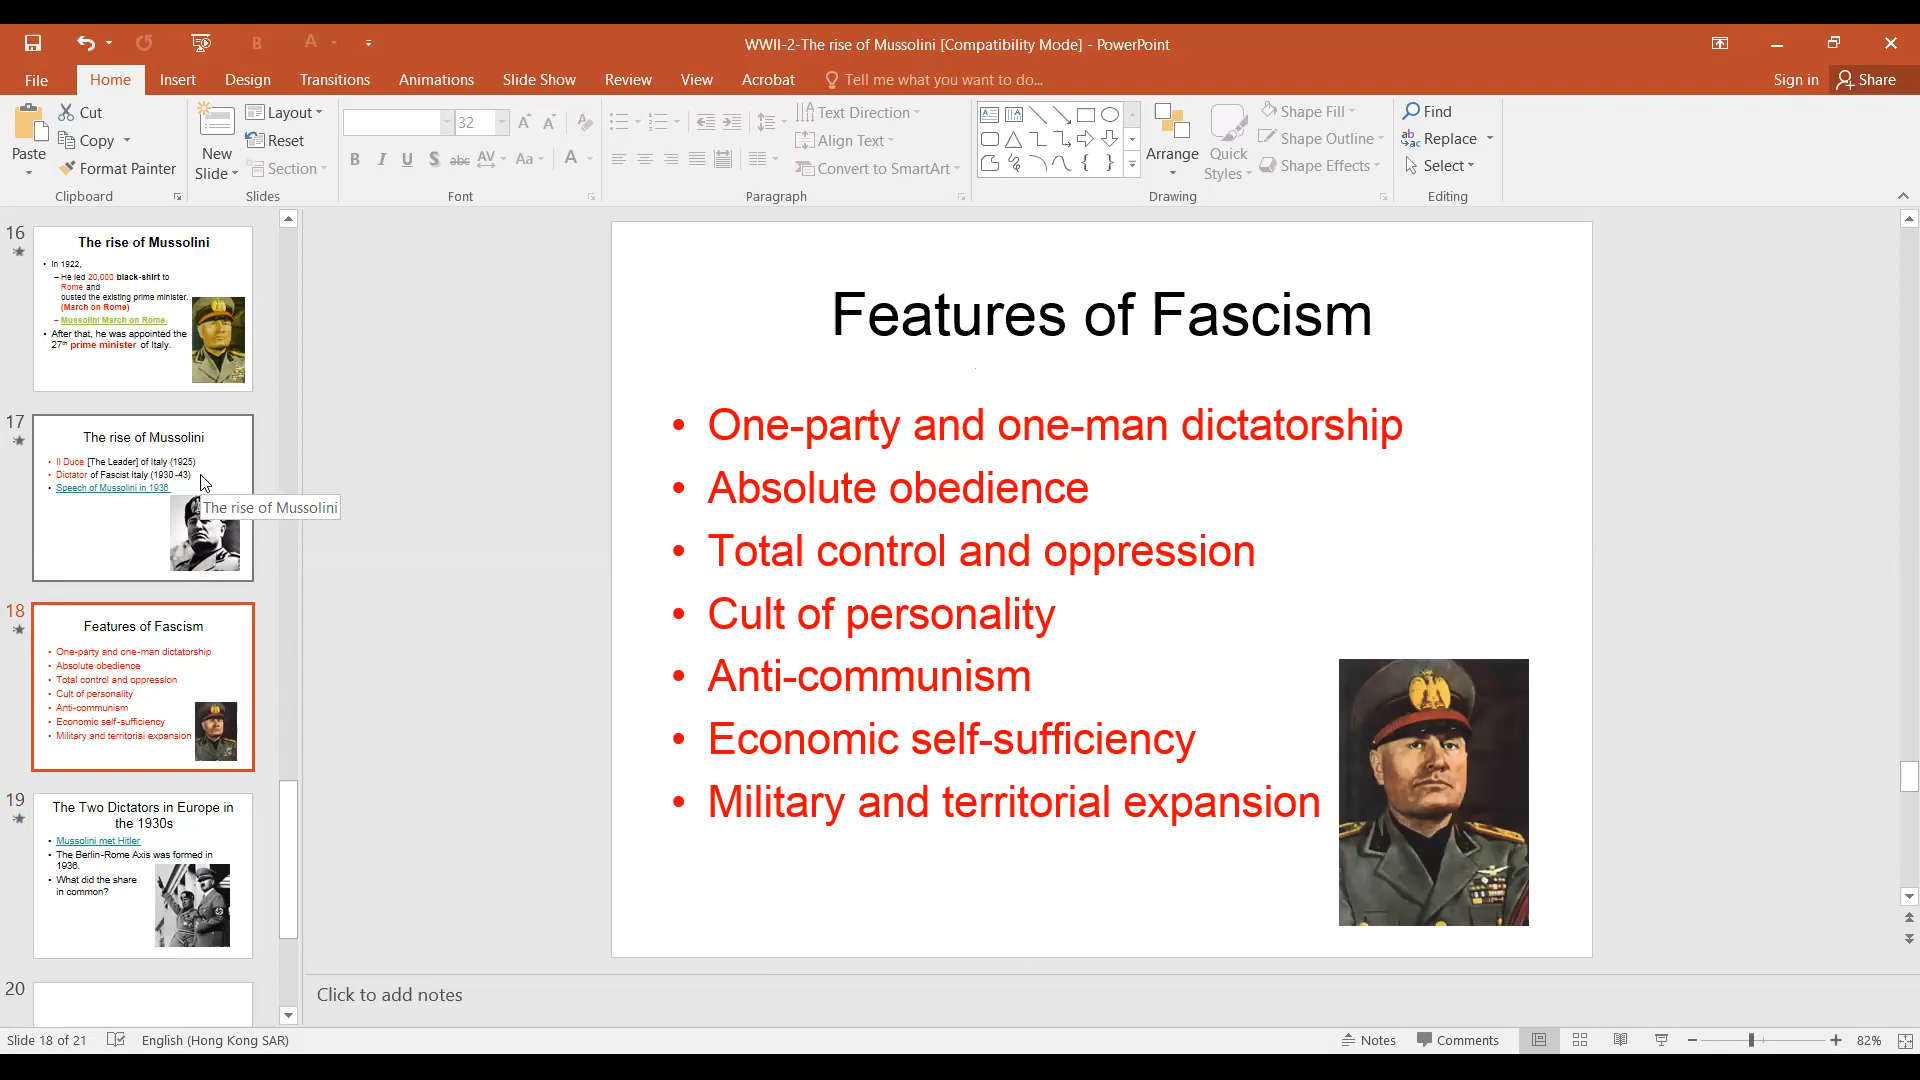 WWII-2-The rise of Mussolini [Compatibility Mode] - PowerPoint
File Home Insert Design Transitions Animations Slide Show Review View Acrobat Tell me what you want to do... Sign in Share
Paste
Cut
Copy
Format Painter
Clipboard
New
Slide
Layout
Reset
Section
Slides
32
B I U S abc AV Aa A
Font
Text Direction
Align Text
Convert to SmartArt
Paragraph
Arrange
Quick
Styles
Shape Fill
Shape Outline
Shape Effects
Drawing
Find
Replace
Select
Editing
16
The rise of Mussolini
• In 1922,
– He led 20,000 black-shirt to
Rome and
ousted the existing prime minister.
(March on Rome)
– Mussolini March on Rome
• After that, he was appointed the
27th prime minister of Italy.
17
The rise of Mussolini
• Il Duce [The Leader] of Italy (1925)
• Dictator of Fascist Italy (1930-43)
• Speech of Mussolini in 1936
The rise of Mussolini
18
Features of Fascism
• One-party and one-man dictatorship
• Absolute obedience
• Total control and oppression
• Cult of personality
• Anti-communism
• Economic self-sufficiency
• Military and territorial expansion
19
The Two Dictators in Europe in
the 1930s
• Mussolini met Hitler
• The Berlin-Rome Axis was formed in
1936.
• What did the share
in common?
20
Features of Fascism
• One-party and one-man dictatorship
• Absolute obedience
• Total control and oppression
• Cult of personality
• Anti-communism
• Economic self-sufficiency
• Military and territorial expansion
Click to add notes
Slide 18 of 21 English (Hong Kong SAR) Notes Comments 82%